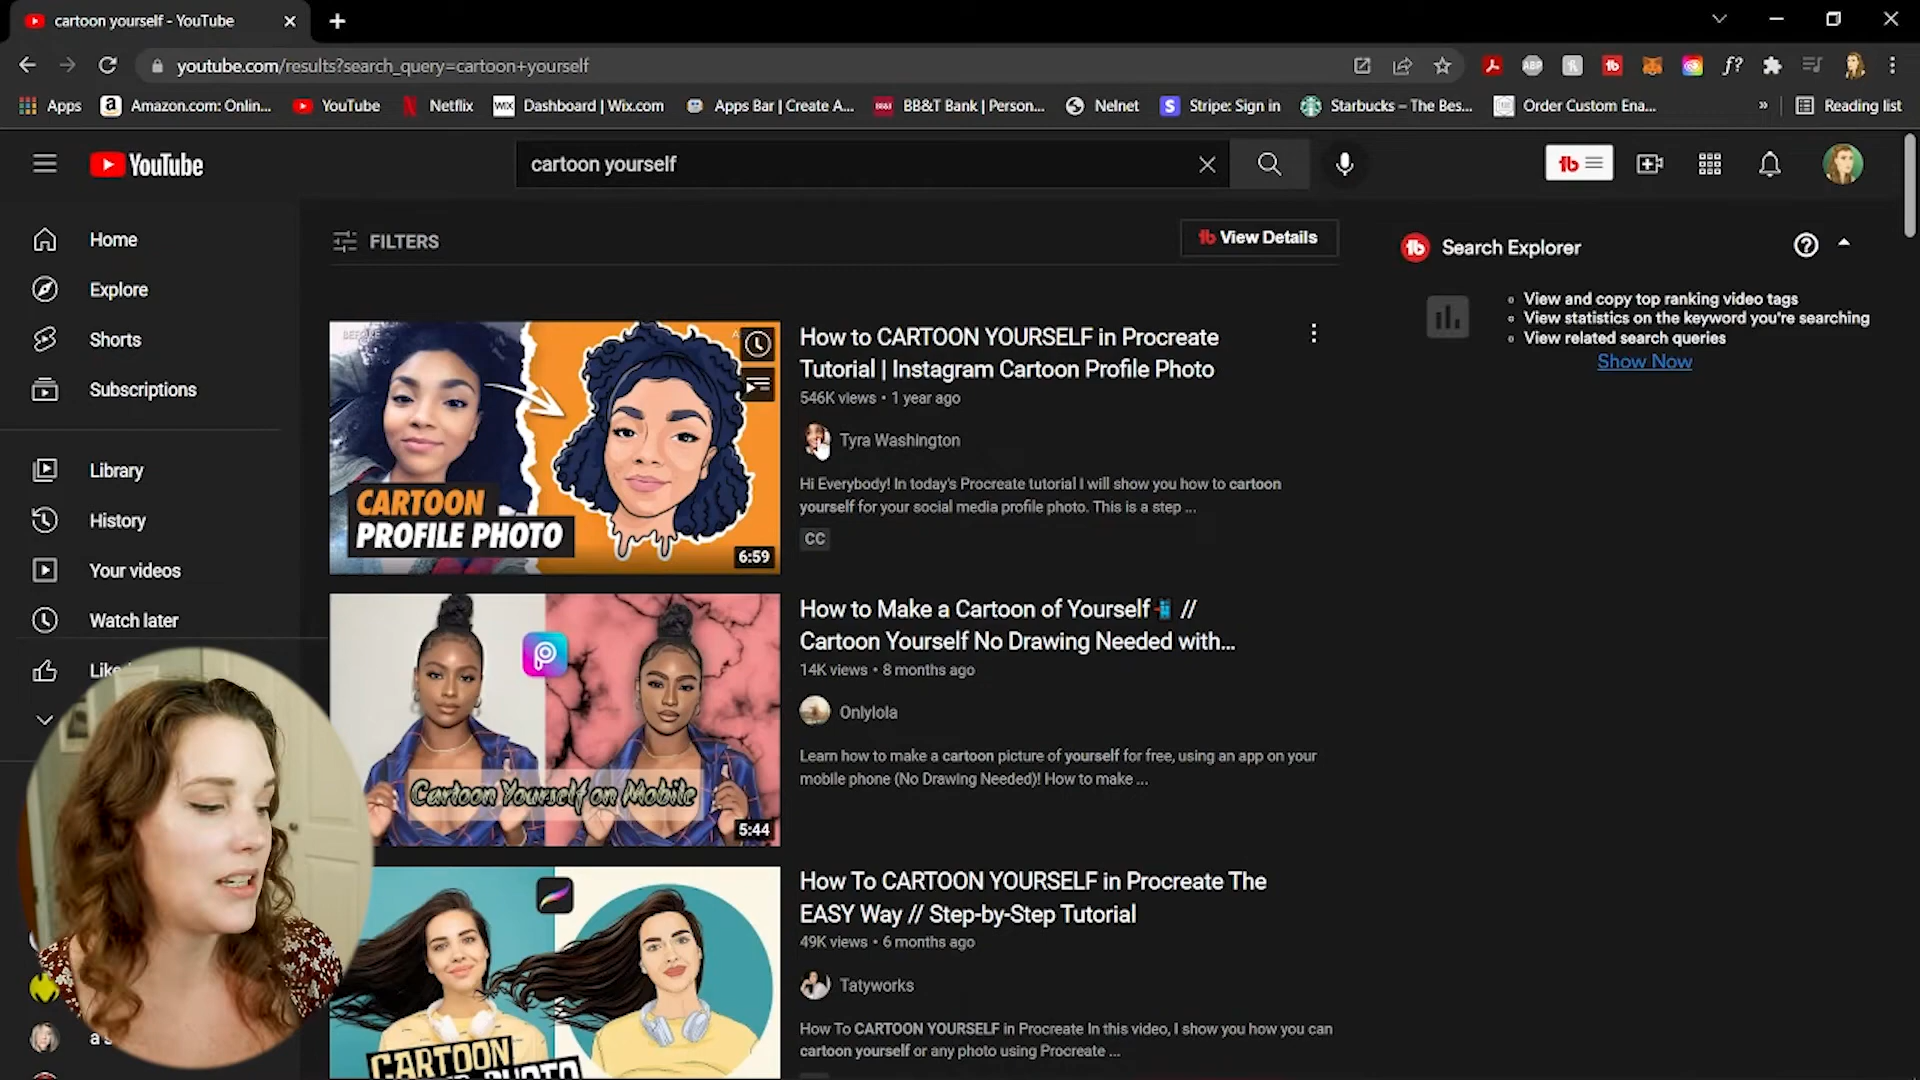 cartoon yourself - YouTube
youtube.com/results?search_query=cartoon+yourself
ABP
tb
f?
Apps
Amazon.com: Onlin...
YouTube
Netflix
WIX
Dashboard | Wix.com
Apps Bar | Create A...
BB&T
BB&T Bank | Person...
Nelnet
S
Stripe: Sign in
Starbucks – The Bes...
Order Custom Ena...
»
Reading list
YouTube
cartoon yourself
tb
Home
Explore
Shorts
Subscriptions
Library
History
Your videos
Watch later
Like
FILTERS
tb View Details
BEFORE
CARTOON
PROFILE PHOTO
6:59
How to CARTOON YOURSELF in Procreate
Tutorial | Instagram Cartoon Profile Photo
546K views • 1 year ago
Tyra Washington
Hi Everybody! In today's Procreate tutorial I will show you how to cartoon
yourself for your social media profile photo. This is a step ...
CC
Cartoon Yourself on Mobile
5:44
How to Make a Cartoon of Yourself📲 //
Cartoon Yourself No Drawing Needed with...
14K views • 8 months ago
Onlylola
Learn how to make a cartoon picture of yourself for free, using an app on your
mobile phone (No Drawing Needed)! How to make ...
CARTOON
How To CARTOON YOURSELF in Procreate The
EASY Way // Step-by-Step Tutorial
49K views • 6 months ago
Tatyworks
How To CARTOON YOURSELF in Procreate In this video, I show you how you can
cartoon yourself or any photo using Procreate ...
tb Search Explorer
View and copy top ranking video tags
View statistics on the keyword you're searching
View related search queries
Show Now